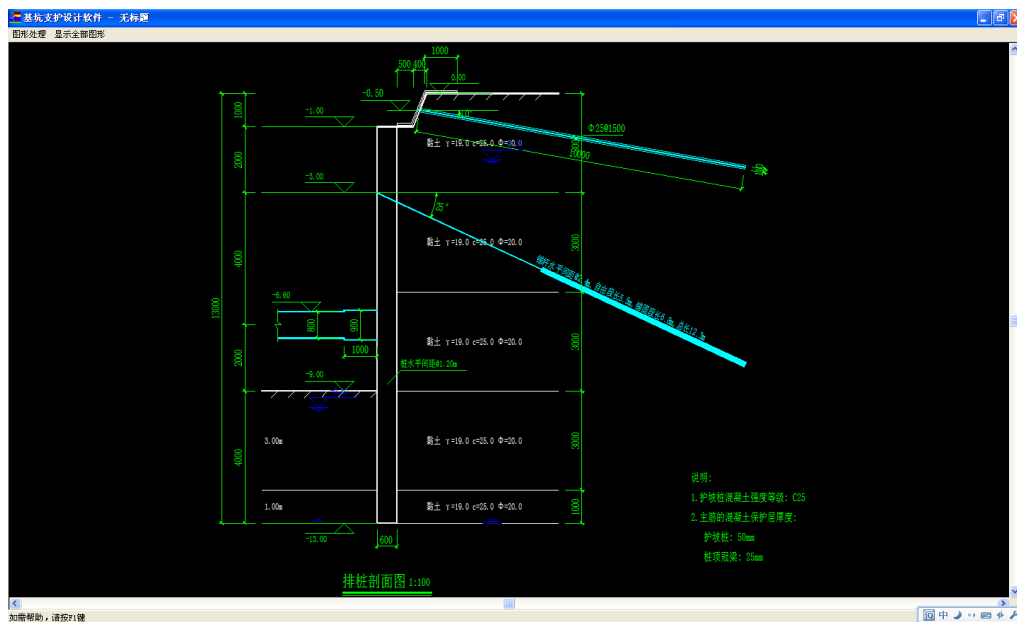 基坑支护设计软件 - 无标题
图形处理 显示全部图形
1000
500 400
0.00
-0.50
-1.00
1000
10°
Φ25@1500
黏土 γ=19.0 c=25.0 Φ=20.0
10000
2000
-3.00
25°
黏土 γ=19.0 c=25.0 Φ=20.0
3000
4000
-6.60
13000
800
900
黏土 γ=19.0 c=25.0 Φ=20.0
3000
1000
2000
桩水平间距@1.20m
-9.00
3.00m
黏土 γ=19.0 c=25.0 Φ=20.0
3000
4000
说明:
1.护坡桩混凝土强度等级: C25
1.00m
黏土 γ=19.0 c=25.0 Φ=20.0
1000
2.主筋的混凝土保护层厚度:
护坡桩: 50mm
-13.00
600
桩顶冠梁: 25mm
排桩剖面图 1:100
如需帮助，请按F1键
中